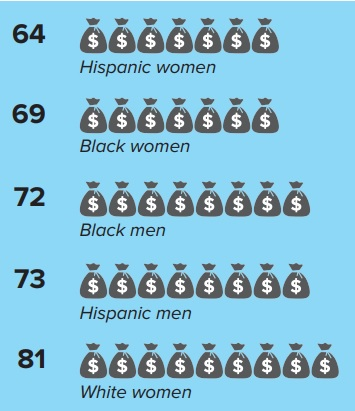 64 $ $ $ $ $ $ $
Hispanic women
69 $ $ $ $ $ $ $
Black women
72 $ $ $ $ $ $ $ $
Black men
73 $ $ $ $ $ $ $ $
Hispanic men
81 $ $ $ $ $ $ $ $ $
White women